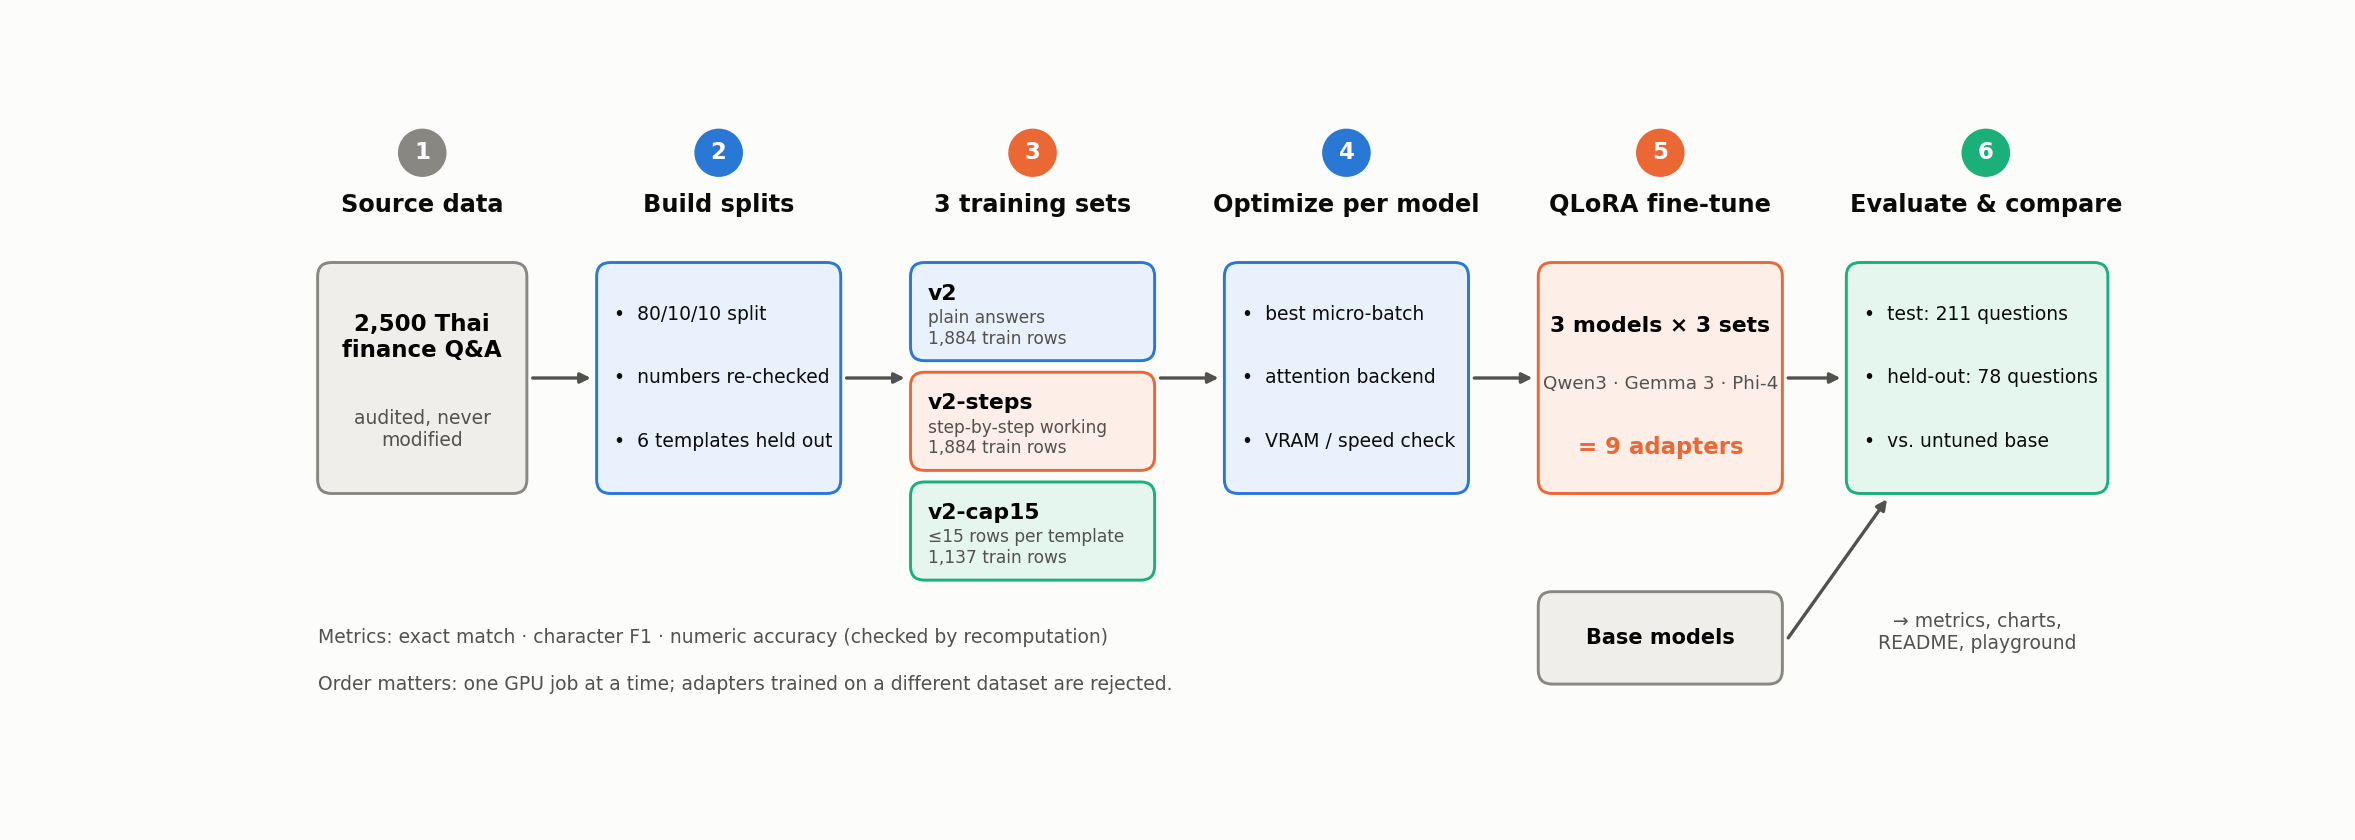 1
Source data
2,500 Thai
finance Q&A
audited, never
modified
2
Build splits
• 80/10/10 split
• numbers re-checked
• 6 templates held out
3
3 training sets
v2
plain answers
1,884 train rows
v2-steps
step-by-step working
1,884 train rows
v2-cap15
≤15 rows per template
1,137 train rows
4
Optimize per model
• best micro-batch
• attention backend
• VRAM / speed check
5
QLoRA fine-tune
3 models × 3 sets
Qwen3 · Gemma 3 · Phi-4
= 9 adapters
6
Evaluate & compare
• test: 211 questions
• held-out: 78 questions
• vs. untuned base
Base models
→ metrics, charts,
README, playground
Metrics: exact match · character F1 · numeric accuracy (checked by recomputation)
Order matters: one GPU job at a time; adapters trained on a different dataset are rejected.